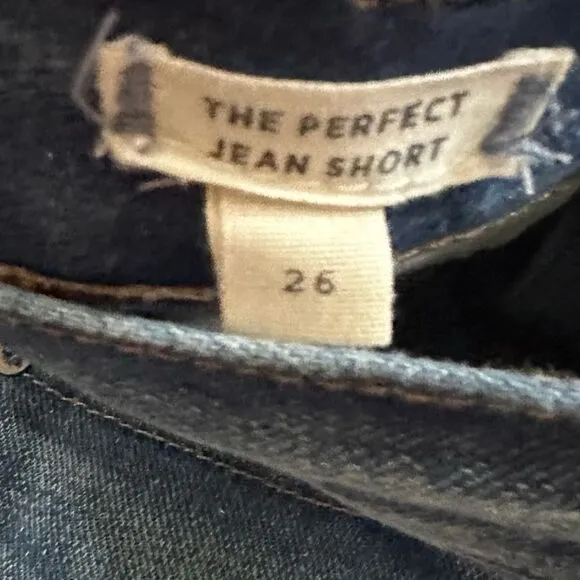 THE PERFECT
JEAN SHORT
26